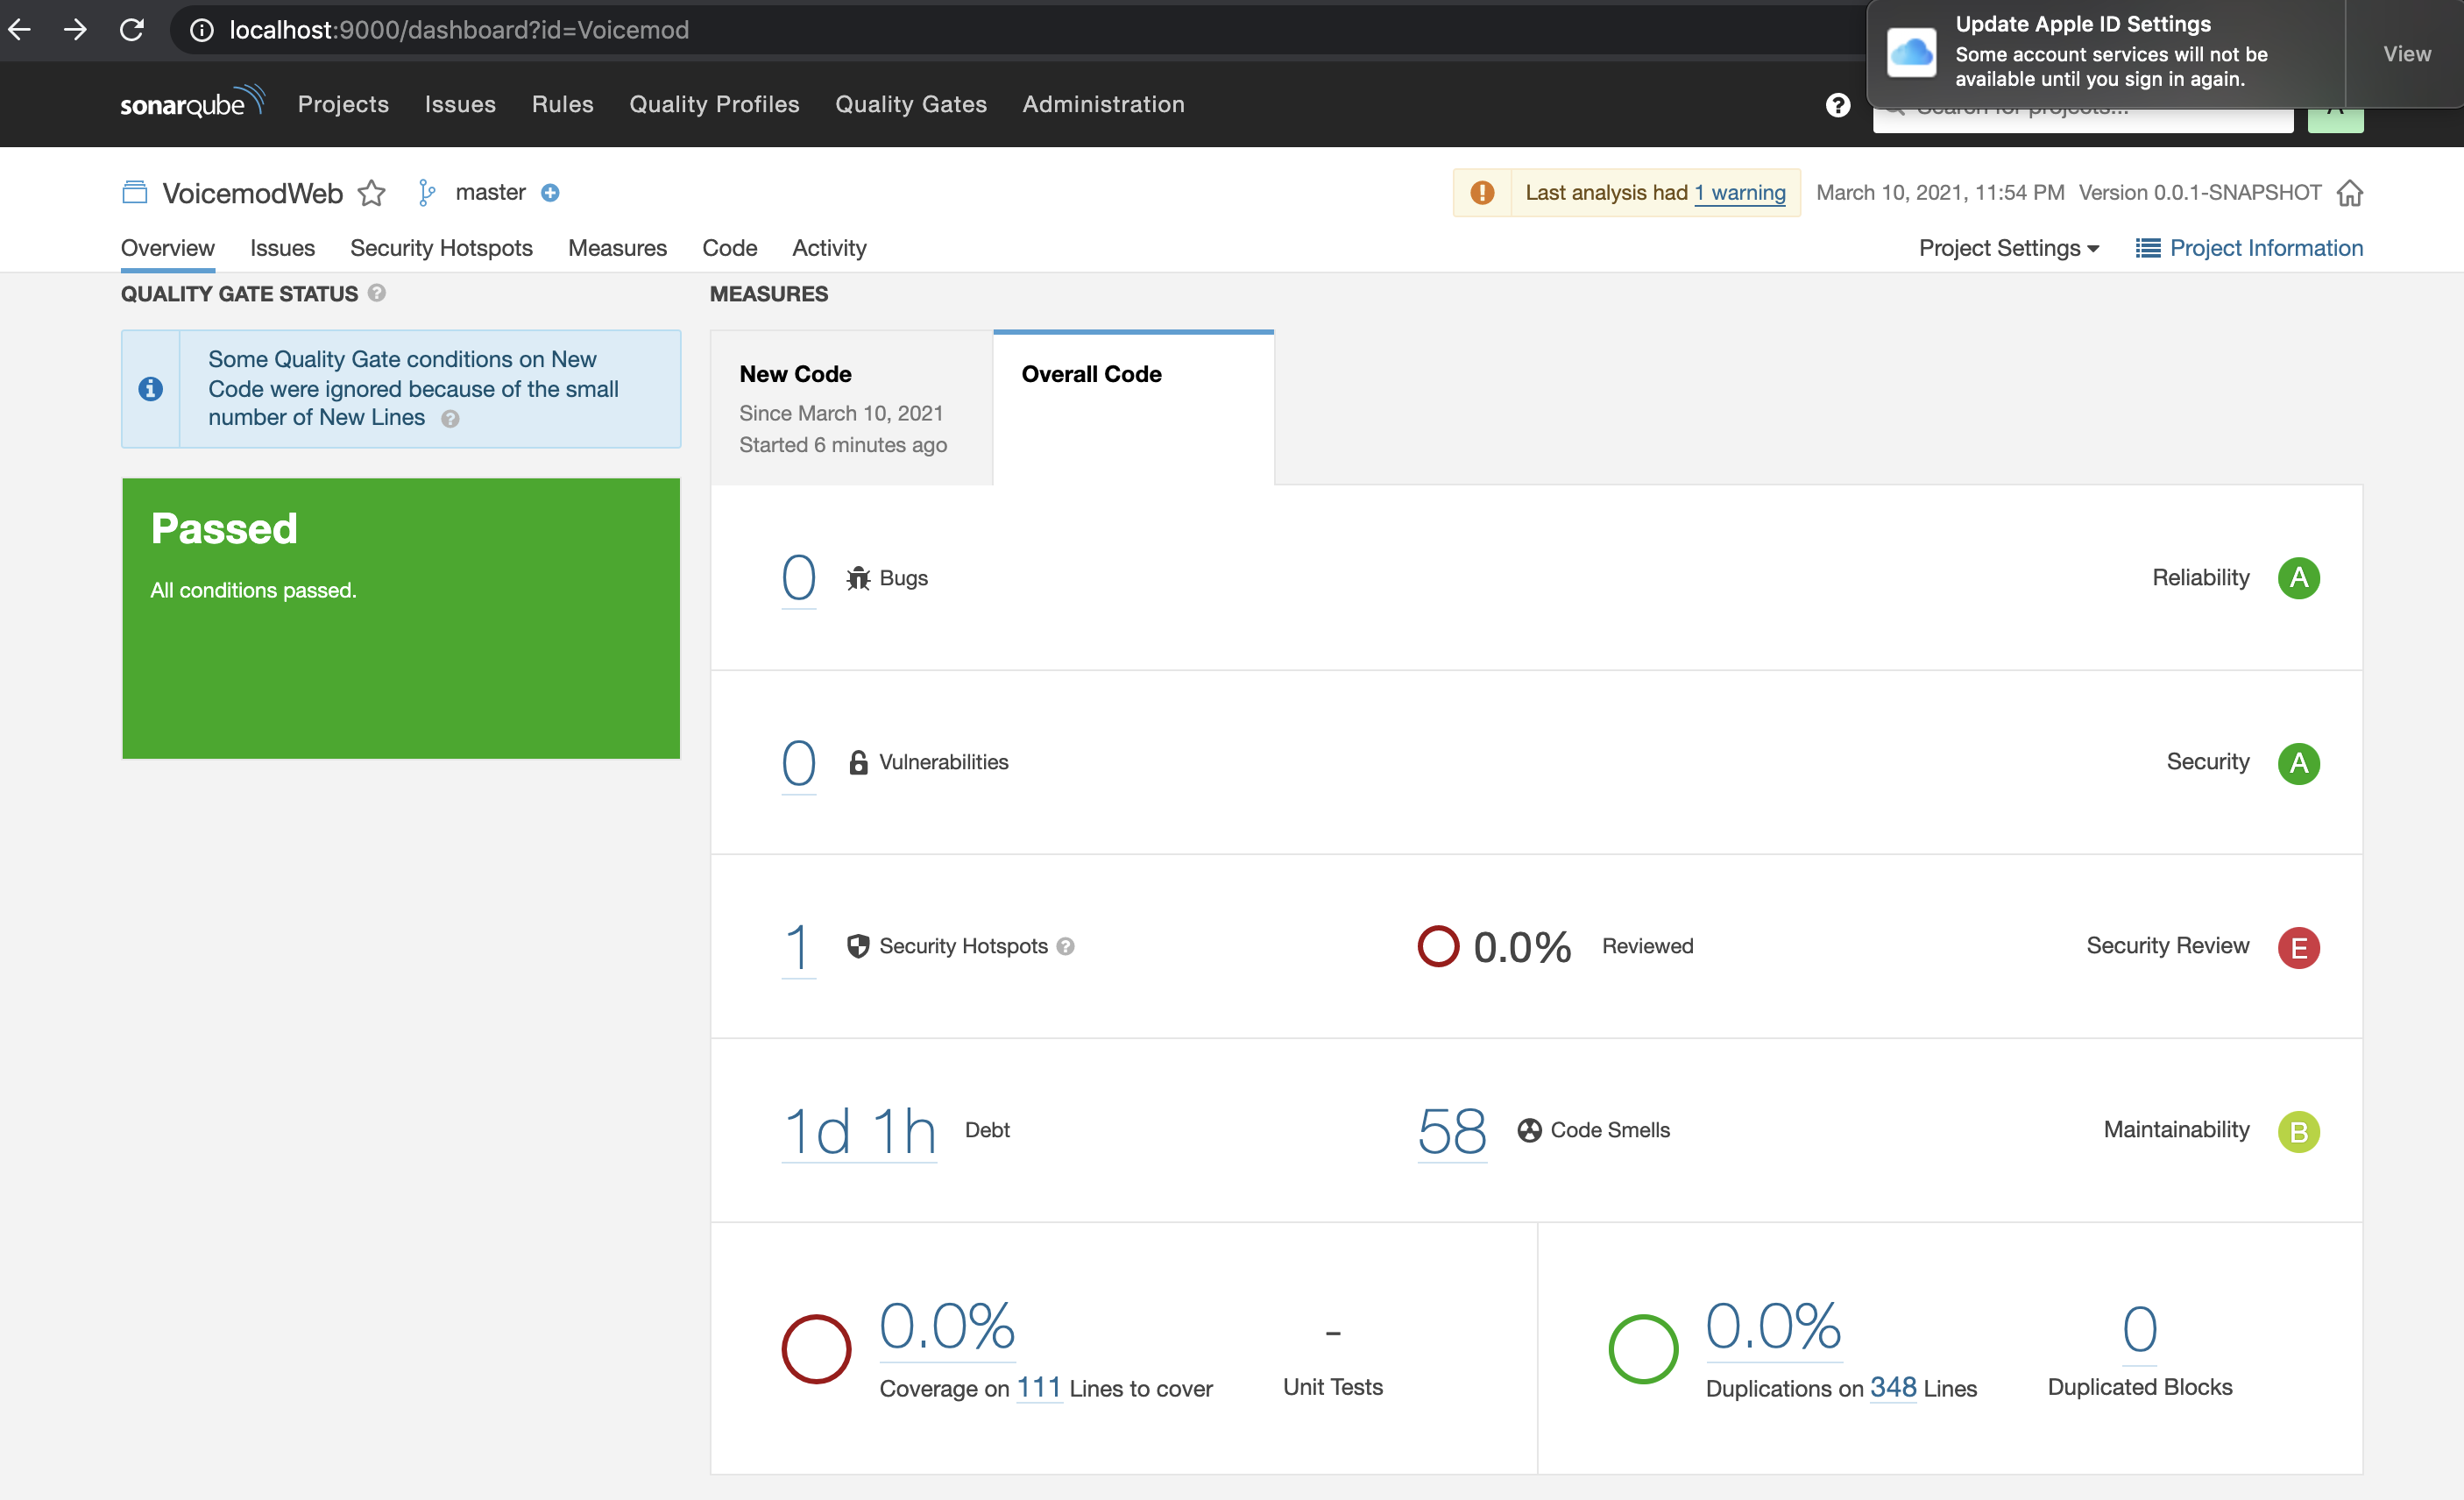 localhost:9000/dashboard?id=Voicemod
Update Apple ID Settings
Some account services will not be
available until you sign in again.
View
sonarqube Projects Issues Rules Quality Profiles Quality Gates Administration
Search for projects...
A
VoicemodWeb master
Last analysis had 1 warning March 10, 2021, 11:54 PM Version 0.0.1-SNAPSHOT
Overview Issues Security Hotspots Measures Code Activity
Project Settings Project Information
QUALITY GATE STATUS
MEASURES
Some Quality Gate conditions on New
Code were ignored because of the small
number of New Lines
Passed
All conditions passed.
New Code
Since March 10, 2021
Started 6 minutes ago
Overall Code
0 Bugs Reliability A
0 Vulnerabilities Security A
1 Security Hotspots 0.0% Reviewed Security Review E
1d 1h Debt 58 Code Smells Maintainability B
0.0%
Coverage on 111 Lines to cover
-
Unit Tests
0.0%
Duplications on 348 Lines
0
Duplicated Blocks